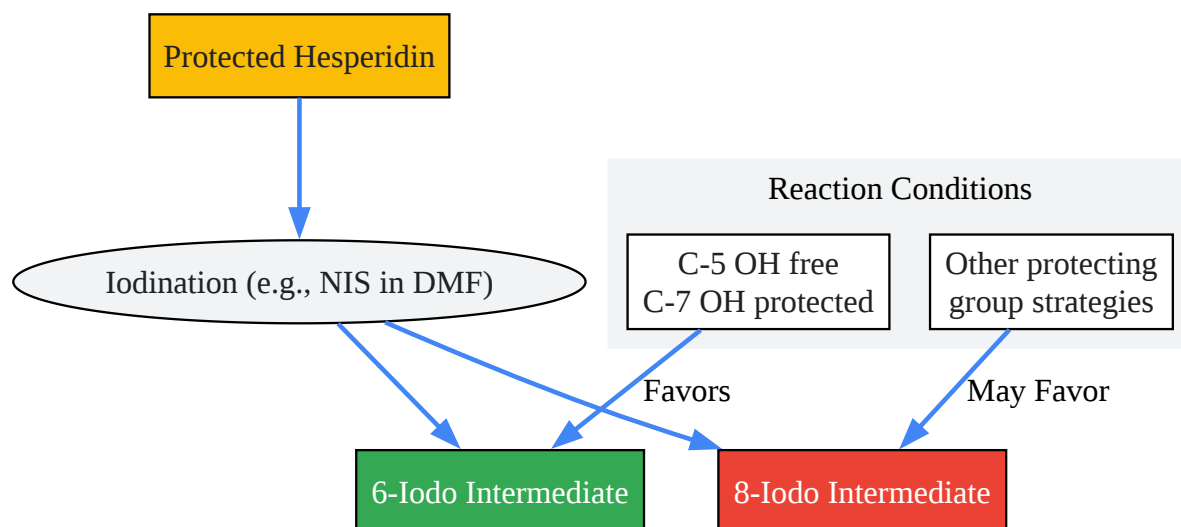 Protected Hesperidin
Reaction Conditions
Iodination (e.g., NIS in DMF)
C-5 OH free
C-7 OH protected
Other protecting
group strategies
Favors
May Favor
6-Iodo Intermediate
8-Iodo Intermediate